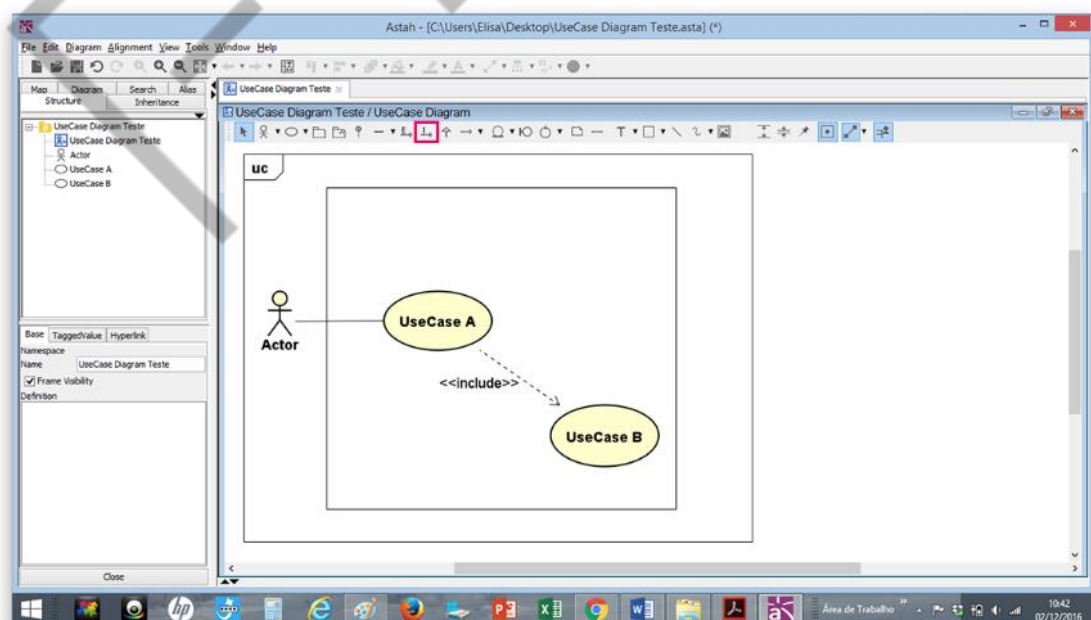 Astah - [C:\Users\Elisa\Desktop\UseCase Diagram Teste.asta] (*)
File Edit Diagram Alignment View Tools Window Help
Map Diagram Search Alias
Structure Inheritance
UseCase Diagram Teste
UseCase Diagram Teste
Actor
UseCase A
UseCase B
Base TaggedValue Hyperlink
Namespace
Name UseCase Diagram Teste
Frame Visibility
Definition
Close
UseCase Diagram Teste
UseCase Diagram Teste / UseCase Diagram
uc
Actor
UseCase A
<<include>>
UseCase B
Área de Trabalho
10:42
02/12/2016